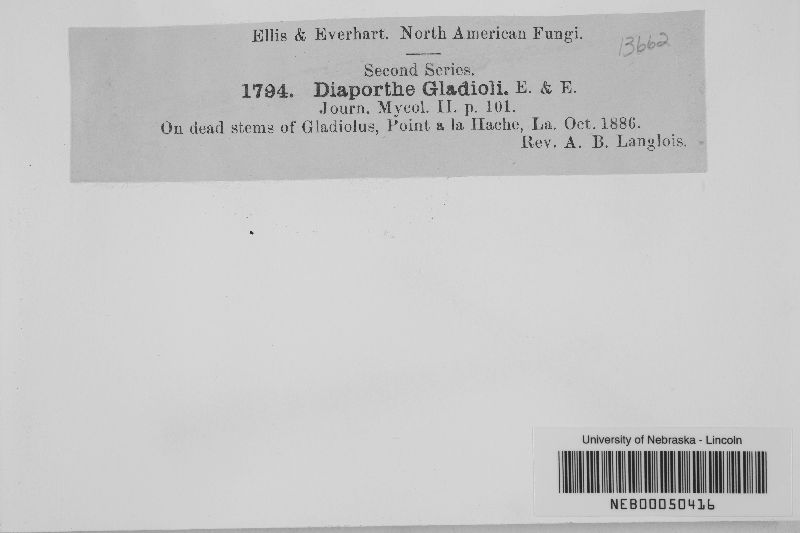 Ellis & Everhart. North American Fungi.
13662
Second Series.
1794. Diaporthe Gladioli. E. & E.
Journ. Mycol. II. p. 101.
On dead stems of Gladiolus, Point a la Hache, La. Oct. 1886.
Rev. A. B. Langlois.
University of Nebraska - Lincoln
NEB00050416